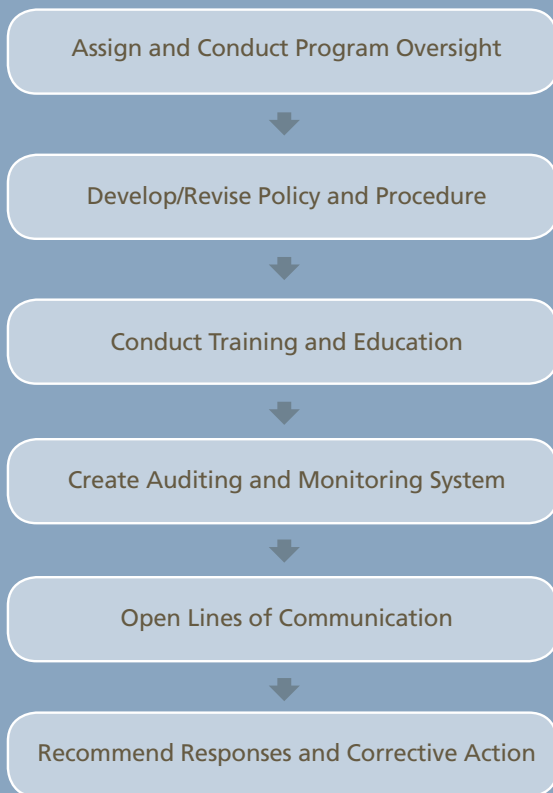 Assign and Conduct Program Oversight
Develop/Revise Policy and Procedure
Conduct Training and Education
Create Auditing and Monitoring System
Open Lines of Communication
Recommend Responses and Corrective Action